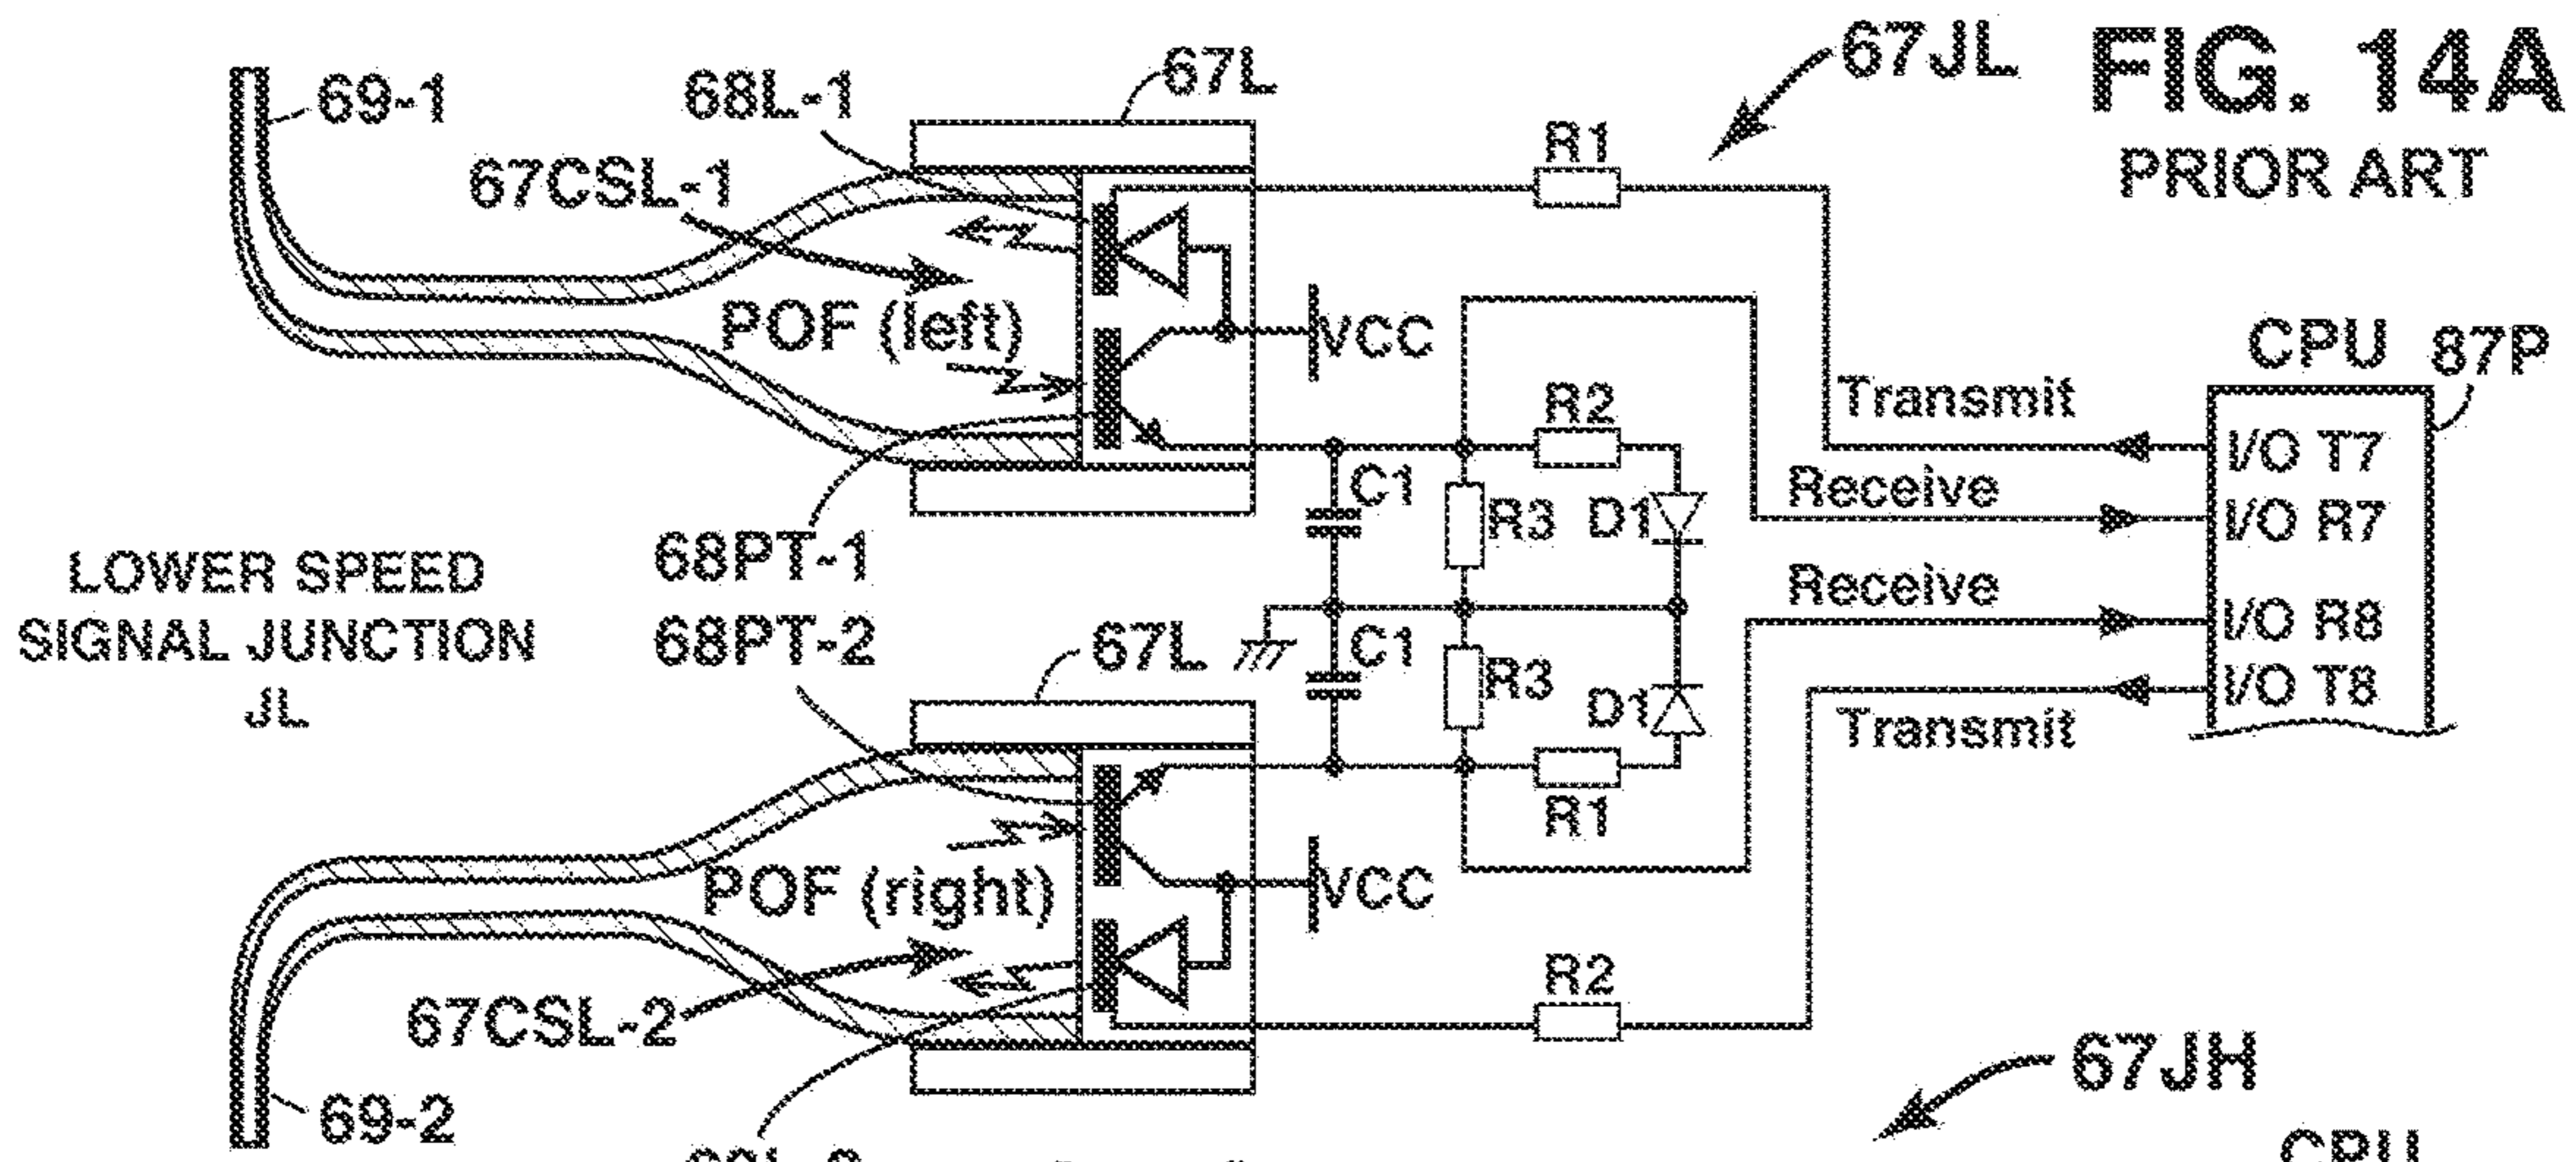 FIG. 14A
PRIOR ART
67JL
69-1
68L-1
67L
67CSL-1
R1
POF (left)
VCC
CPU
87P
Transmit
R2
I/O T7
C1
Receive
I/O R7
R3
D1
68PT-1
LOWER SPEED
SIGNAL JUNCTION
JL
Receive
I/O R8
68PT-2
67L
C1
R3
D1
I/O T8
Transmit
R1
POF (right)
VCC
67CSL-2
R2
69-2
67JH
CPU